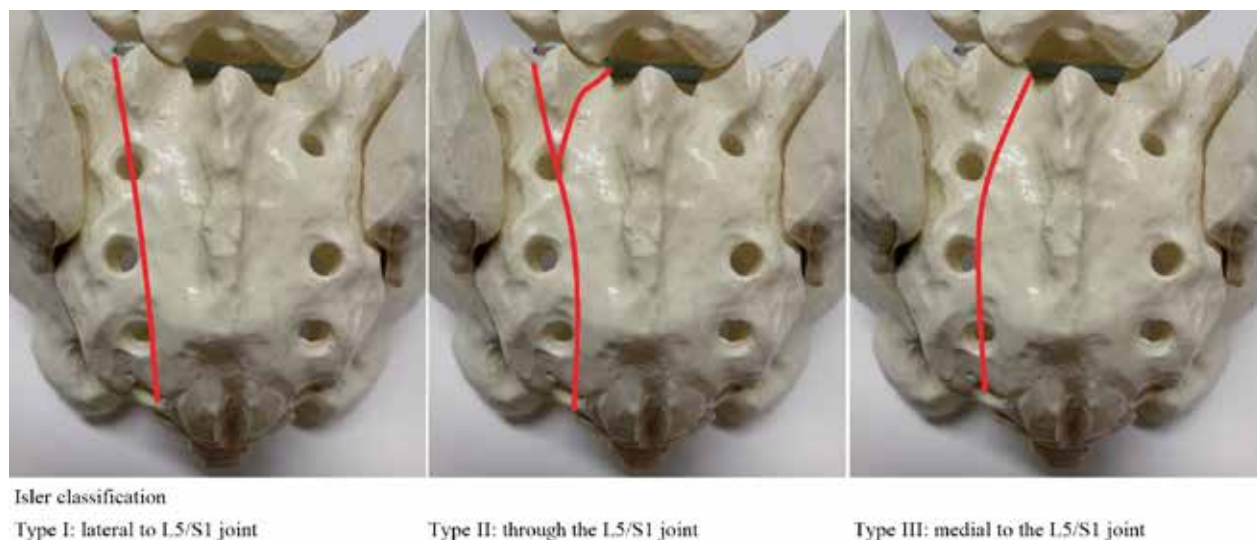 Isler classification
Type I: lateral to L5/S1 joint
Type II: through the L5/S1 joint
Type III: medial to the L5/S1 joint